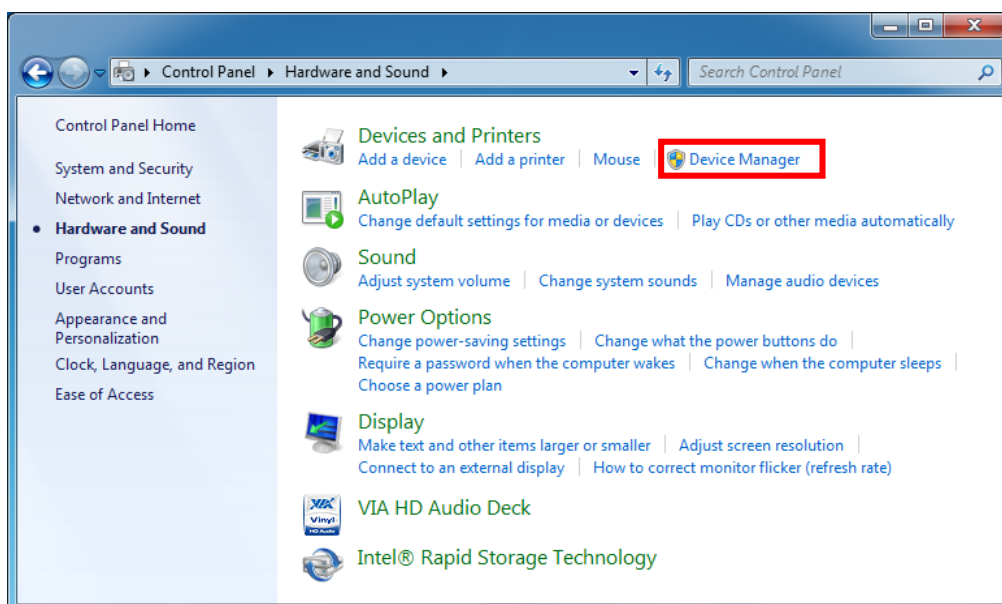 Control Panel Hardware and Sound Search Control Panel
Control Panel Home
System and Security
Network and Internet
Hardware and Sound
Programs
User Accounts
Appearance and
Personalization
Clock, Language, and Region
Ease of Access
Devices and Printers
Add a device Add a printer Mouse Device Manager
AutoPlay
Change default settings for media or devices Play CDs or other media automatically
Sound
Adjust system volume Change system sounds Manage audio devices
Power Options
Change power-saving settings Change what the power buttons do
Require a password when the computer wakes Change when the computer sleeps
Choose a power plan
Display
Make text and other items larger or smaller Adjust screen resolution
Connect to an external display How to correct monitor flicker (refresh rate)
VIA
Vinyl
HD Audio
VIA HD Audio Deck
Intel® Rapid Storage Technology